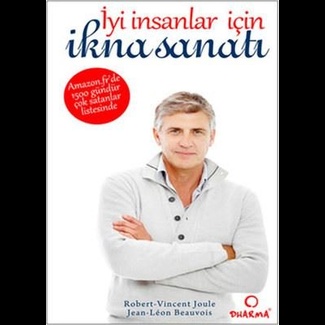 İyi insanlar için
ikna sanatı
Amazon.fr'de
1500 gündür
çok satanlar
listesinde
Robert-Vincent Joule
Jean-Léon Beauvois
DHARMA